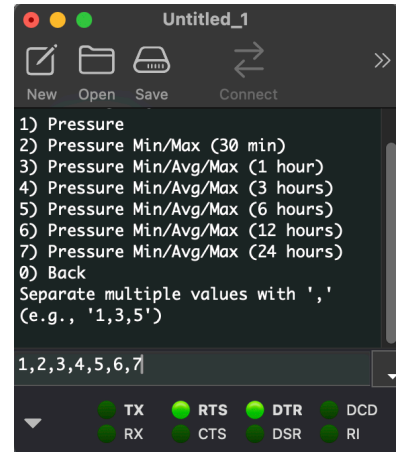 Untitled_1
New Open Save Connect
1) Pressure
2) Pressure Min/Max (30 min)
3) Pressure Min/Avg/Max (1 hour)
4) Pressure Min/Avg/Max (3 hours)
5) Pressure Min/Avg/Max (6 hours)
6) Pressure Min/Avg/Max (12 hours)
7) Pressure Min/Avg/Max (24 hours)
0) Back
Separate multiple values with ','
(e.g., '1,3,5')
1,2,3,4,5,6,7
TX RTS DTR DCD
RX CTS DSR RI